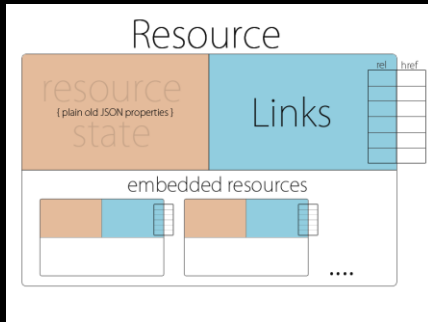 Resource
rel href
resource
{ plain old JSON properties }
state
Links
embedded resources
....